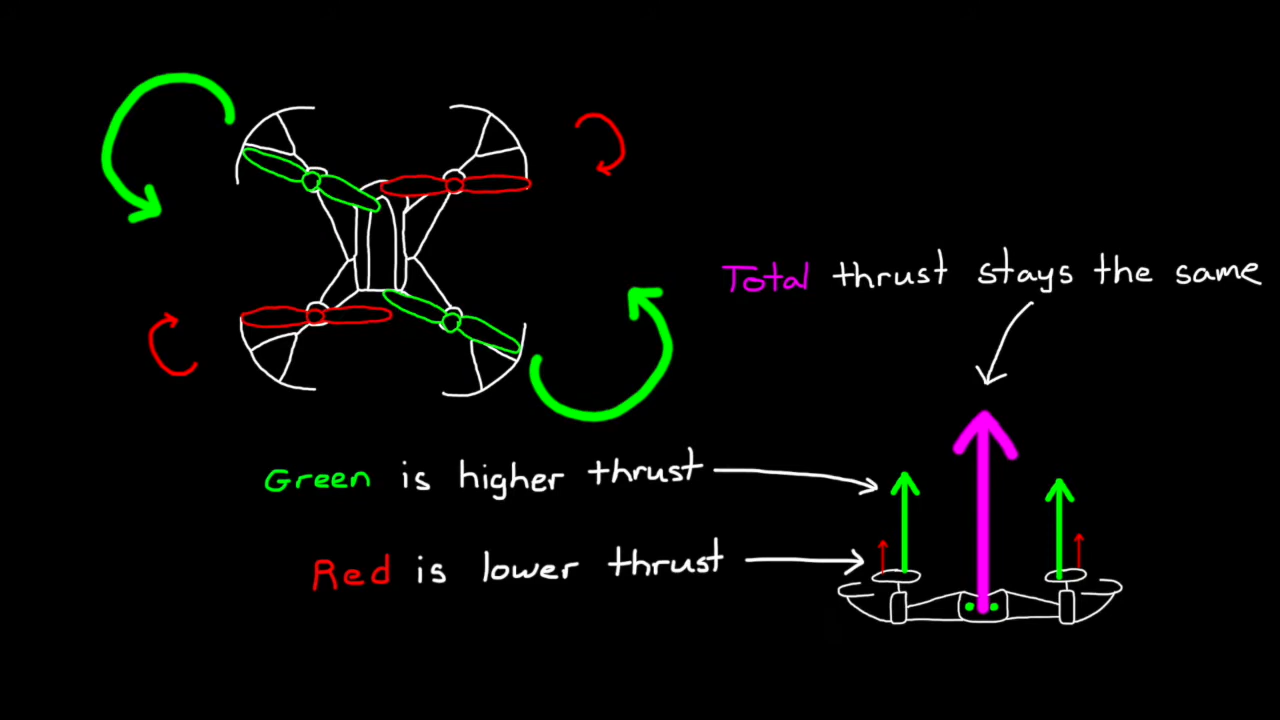 Total thrust stays the same
Green is higher thrust
Red is lower thrust